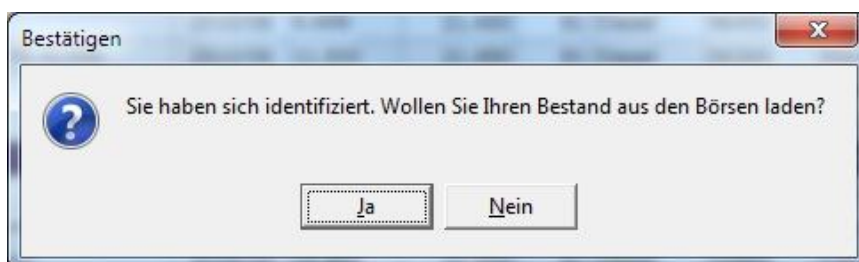 Bestätigen
Sie haben sich identifiziert. Wollen Sie Ihren Bestand aus den Börsen laden?
Ja
Nein